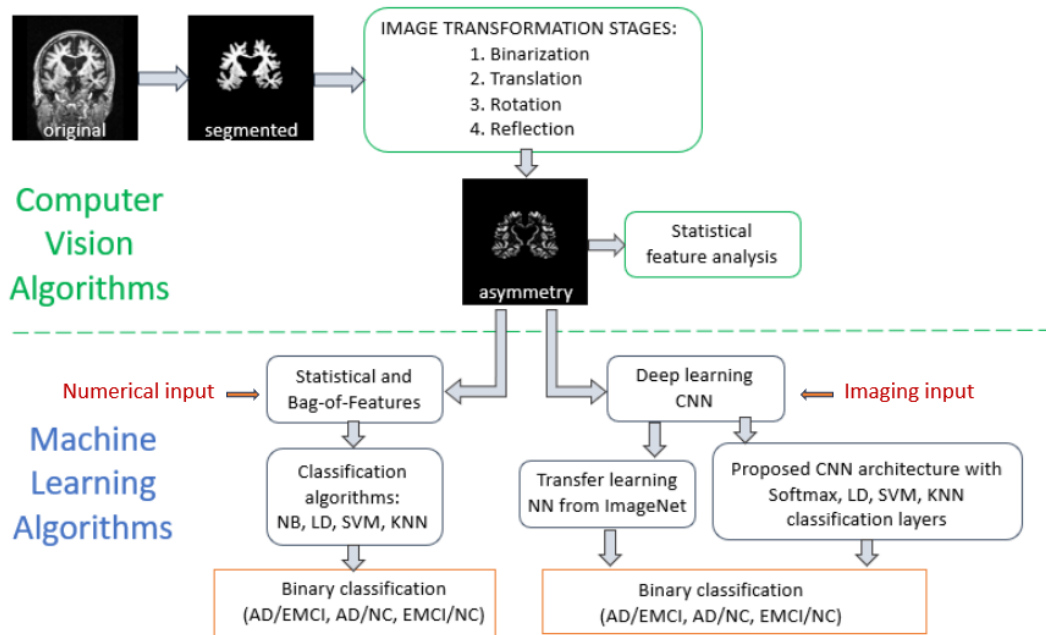 original
segmented
IMAGE TRANSFORMATION STAGES:
1. Binarization
2. Translation
3. Rotation
4. Reflection
Computer
Vision
Algorithms
asymmetry
Statistical
feature analysis
Numerical input
Statistical and
Bag-of-Features
Deep learning
CNN
Imaging input
Machine
Learning
Algorithms
Classification
algorithms:
NB, LD, SVM, KNN
Transfer learning
NN from ImageNet
Proposed CNN architecture with
Softmax, LD, SVM, KNN
classification layers
Binary classification
(AD/EMCI, AD/NC, EMCI/NC)
Binary classification
(AD/EMCI, AD/NC, EMCI/NC)